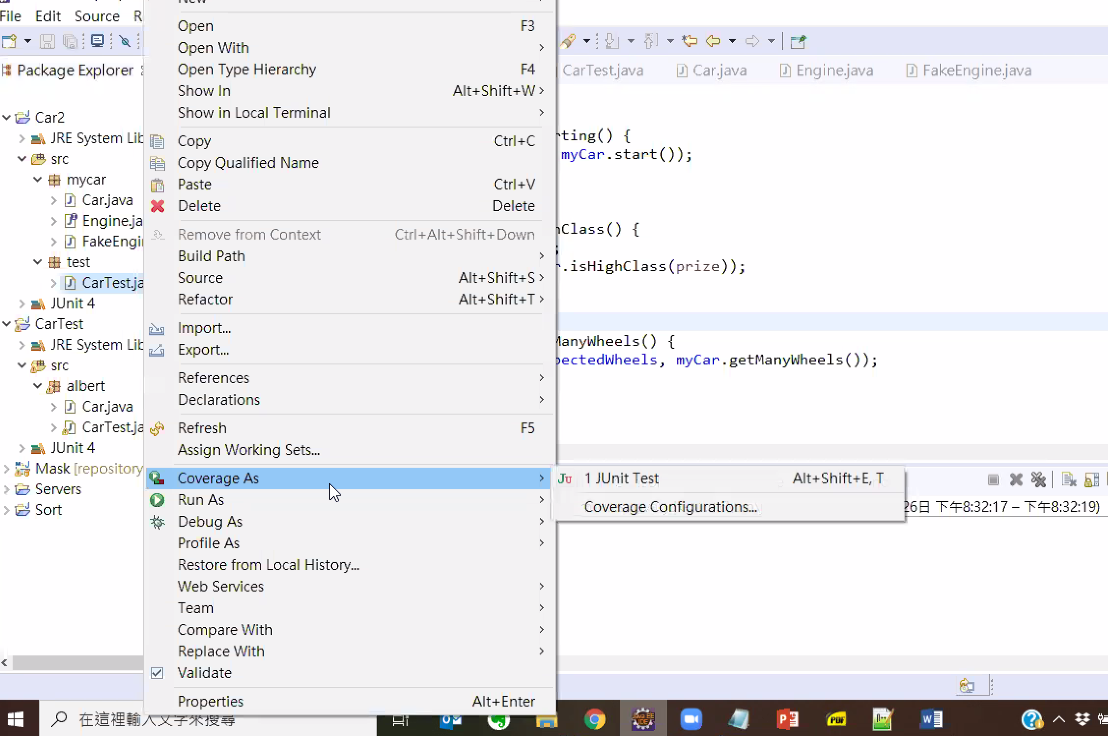 File Edit Source R
Package Explorer
Car2
JRE System Lib
src
mycar
Car.java
Engine.ja
FakeEngi
test
CarTest.ja
JUnit 4
CarTest
JRE System Lib
src
albert
Car.java
CarTest.ja
JUnit 4
Mask [repository
Servers
Sort
New
Open F3
Open With
Open Type Hierarchy F4
Show In Alt+Shift+W
Show in Local Terminal
Copy Ctrl+C
Copy Qualified Name
Paste Ctrl+V
Delete Delete
Remove from Context Ctrl+Alt+Shift+Down
Build Path
Source Alt+Shift+S
Refactor Alt+Shift+T
Import...
Export...
References
Declarations
Refresh F5
Assign Working Sets...
Coverage As
Run As
Debug As
Profile As
Restore from Local History...
Web Services
Team
Compare With
Replace With
Validate
Properties Alt+Enter
1 JUnit Test Alt+Shift+E, T
Coverage Configurations...
CarTest.java Car.java Engine.java FakeEngine.java
rting() {
myCar.start());
hClass() {
;
r.isHighClass(prize));
ManyWheels() {
pectedWheels, myCar.getManyWheels());
26日 下午8:32:17 – 下午8:32:19)
在這裡輸入文字來搜尋